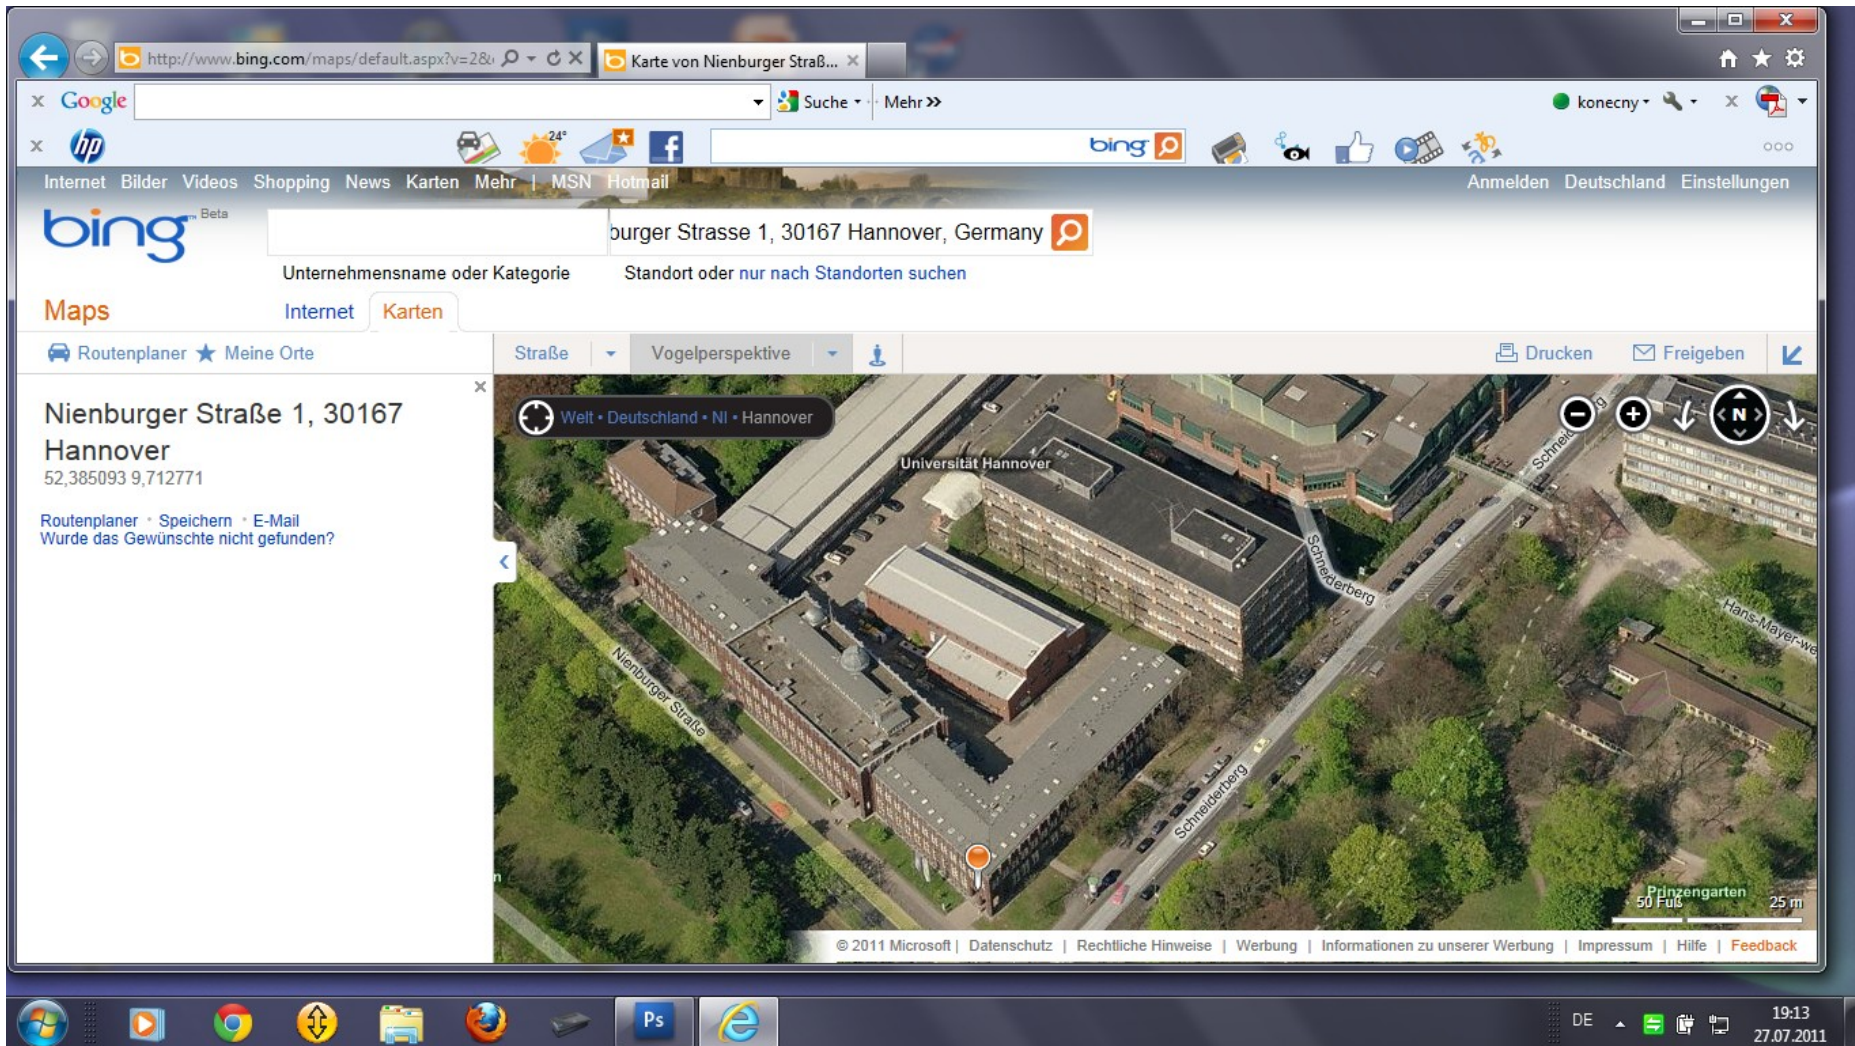 http://www.bing.com/maps/default.aspx?v=2&
Karte von Nienburger Straß...
Google
Suche
Mehr
konecny
hp
24°
bing
Internet Bilder Videos Shopping News Karten Mehr | MSN Hotmail
Anmelden Deutschland Einstellungen
bing Beta
burger Strasse 1, 30167 Hannover, Germany
Unternehmensname oder Kategorie
Standort oder nur nach Standorten suchen
Maps
Internet
Karten
Routenplaner
Meine Orte
Straße
Vogelperspektive
Drucken
Freigeben
Nienburger Straße 1, 30167
Hannover
52,385093 9,712771
Routenplaner · Speichern · E-Mail
Wurde das Gewünschte nicht gefunden?
Welt • Deutschland • NI • Hannover
N
Schneiderberg
Universität Hannover
Schneiderberg
Hans-Mayer-we
Nienburger Straße
Schneiderberg
n
Prinzengarten
50 Fuß
25 m
© 2011 Microsoft | Datenschutz | Rechtliche Hinweise | Werbung | Informationen zu unserer Werbung | Impressum | Hilfe | Feedback
Ps
DE
19:13
27.07.2011